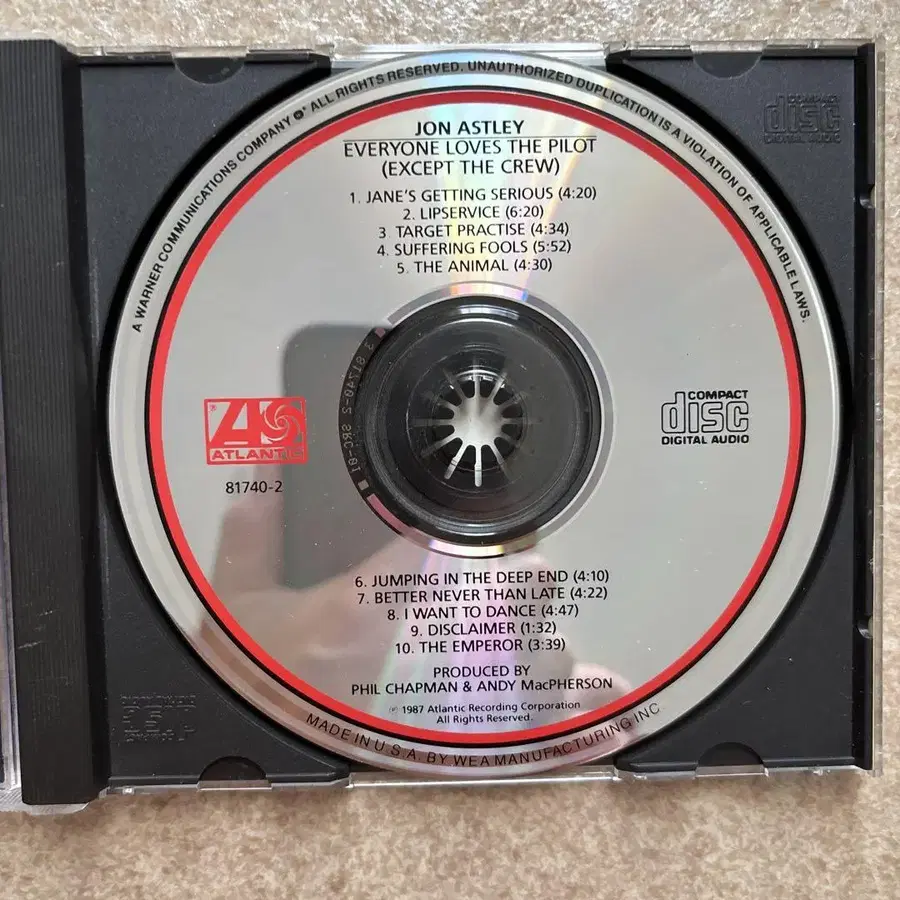 A WARNER COMMUNICATIONS COMPANY ALL RIGHTS RESERVED. UNAUTHORIZED DUPLICATION IS A VIOLATION OF APPLICABLE LAWS.
JON ASTLEY
EVERYONE LOVES THE PILOT
(EXCEPT THE CREW)
1. JANE'S GETTING SERIOUS (4:20)
2. LIPSERVICE (6:20)
3. TARGET PRACTISE (4:34)
4. SUFFERING FOOLS (5:52)
5. THE ANIMAL (4:30)
COMPACT
disc
DIGITAL AUDIO
ATLANTIC
81740-2
3 81740-2 SRC-01
COMPACT
disc
DIGITAL AUDIO
6. JUMPING IN THE DEEP END (4:10)
7. BETTER NEVER THAN LATE (4:22)
8. I WANT TO DANCE (4:47)
9. DISCLAIMER (1:32)
10. THE EMPEROR (3:39)
PRODUCED BY
PHIL CHAPMAN & ANDY MacPHERSON
℗ 1987 Atlantic Recording Corporation
All Rights Reserved.
MADE IN U.S.A. BY WEA MANUFACTURING INC